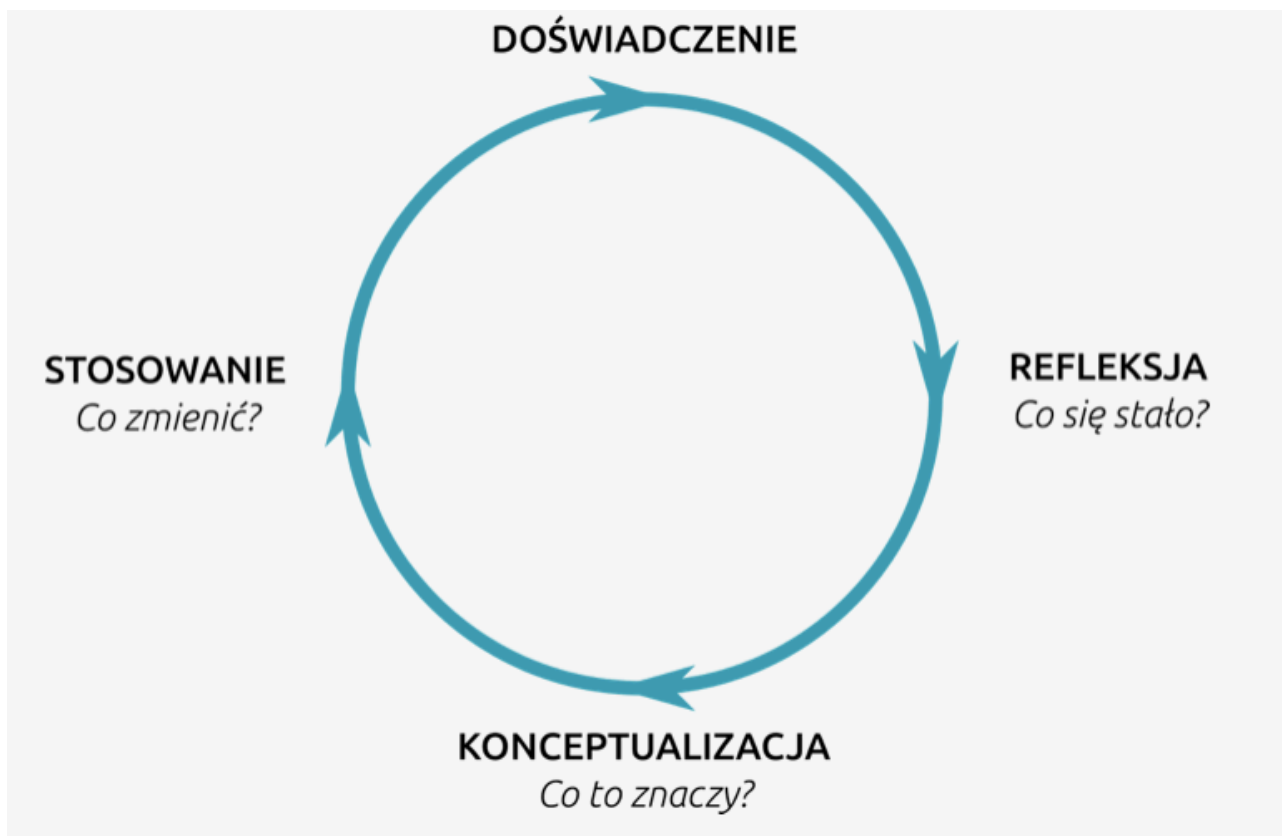 DOŚWIADCZENIE
REFLEKSJA
Co się stało?
KONCEPTUALIZACJA
Co to znaczy?
STOSOWANIE
Co zmienić?